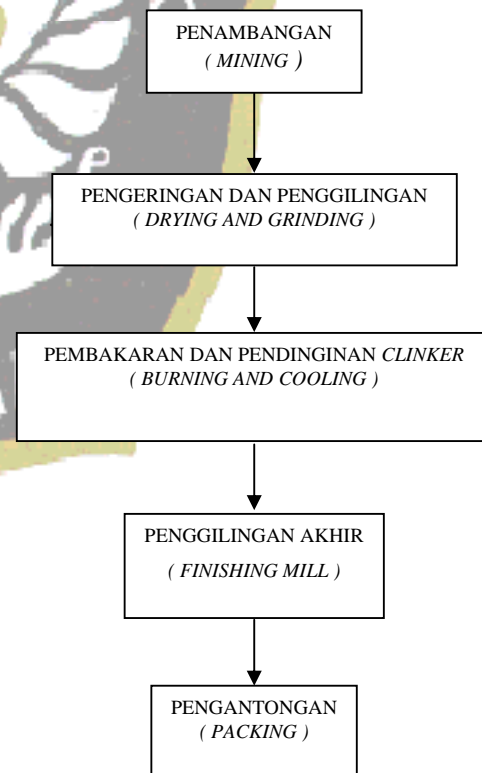 PENAMBANGAN
( MINING )
PENGERINGAN DAN PENGGILINGAN
( DRYING AND GRINDING )
PEMBAKARAN DAN PENDINGINAN CLINKER
( BURNING AND COOLING )
PENGGILINGAN AKHIR
( FINISHING MILL )
PENGANTONGAN
( PACKING )